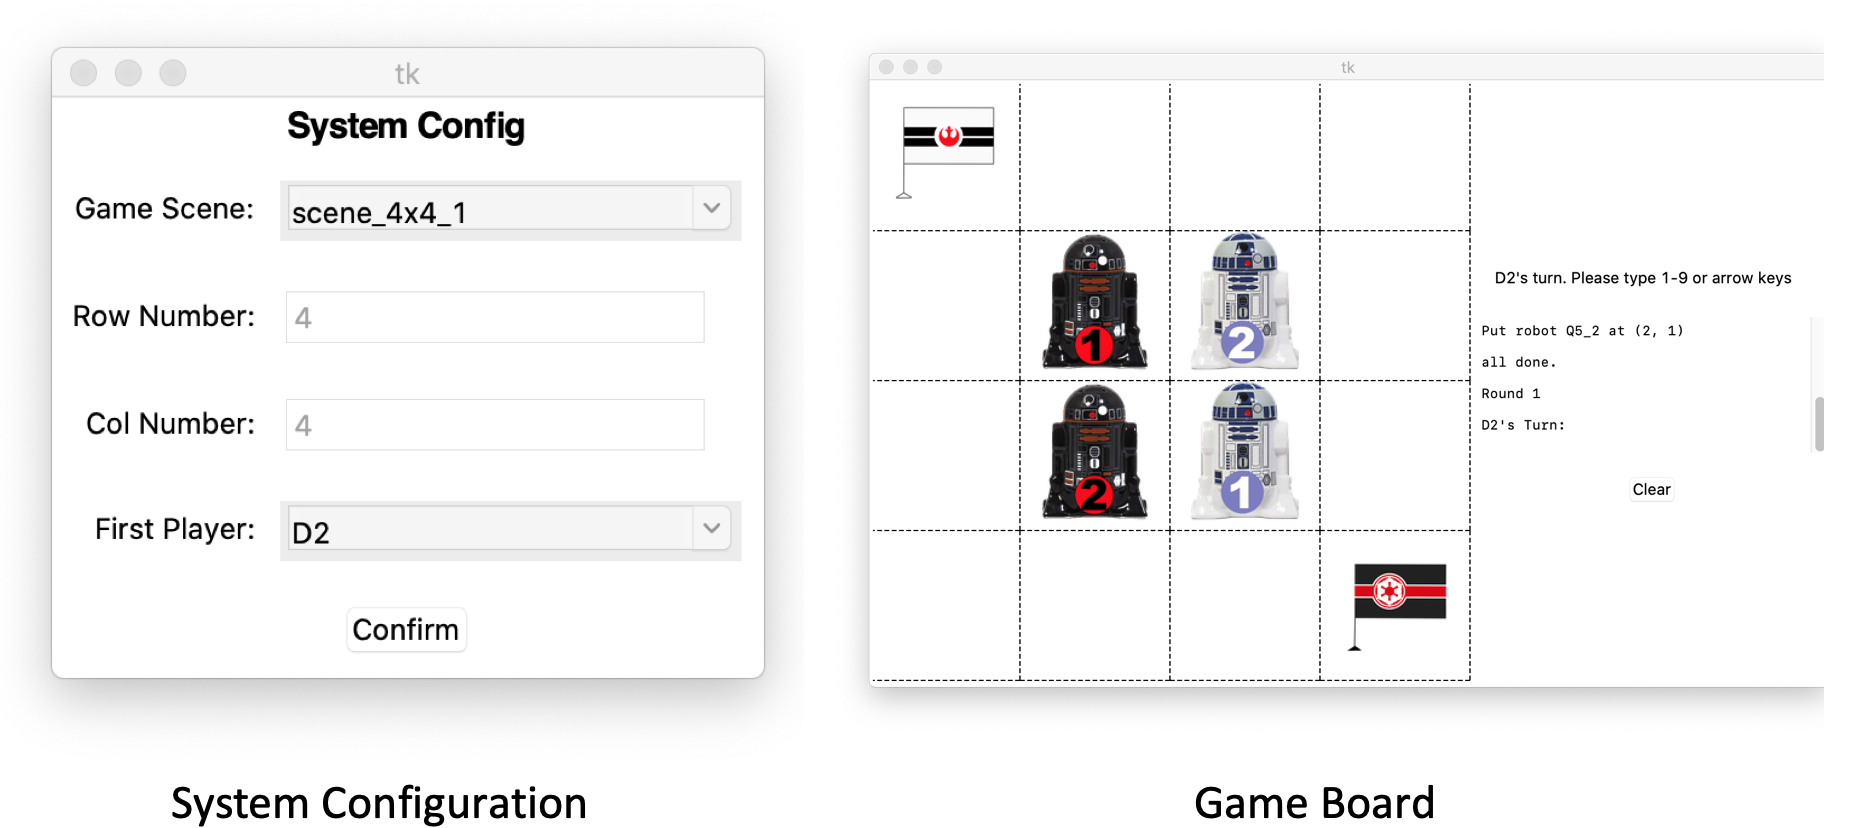 tk
System Config
Game Scene: scene_4x4_1
Row Number: 4
Col Number: 4
First Player: D2
Confirm
System Configuration
tk
1 2
2 1
D2's turn. Please type 1-9 or arrow keys
Put robot Q5_2 at (2, 1)
all done.
Round 1
D2's Turn:
Clear
Game Board